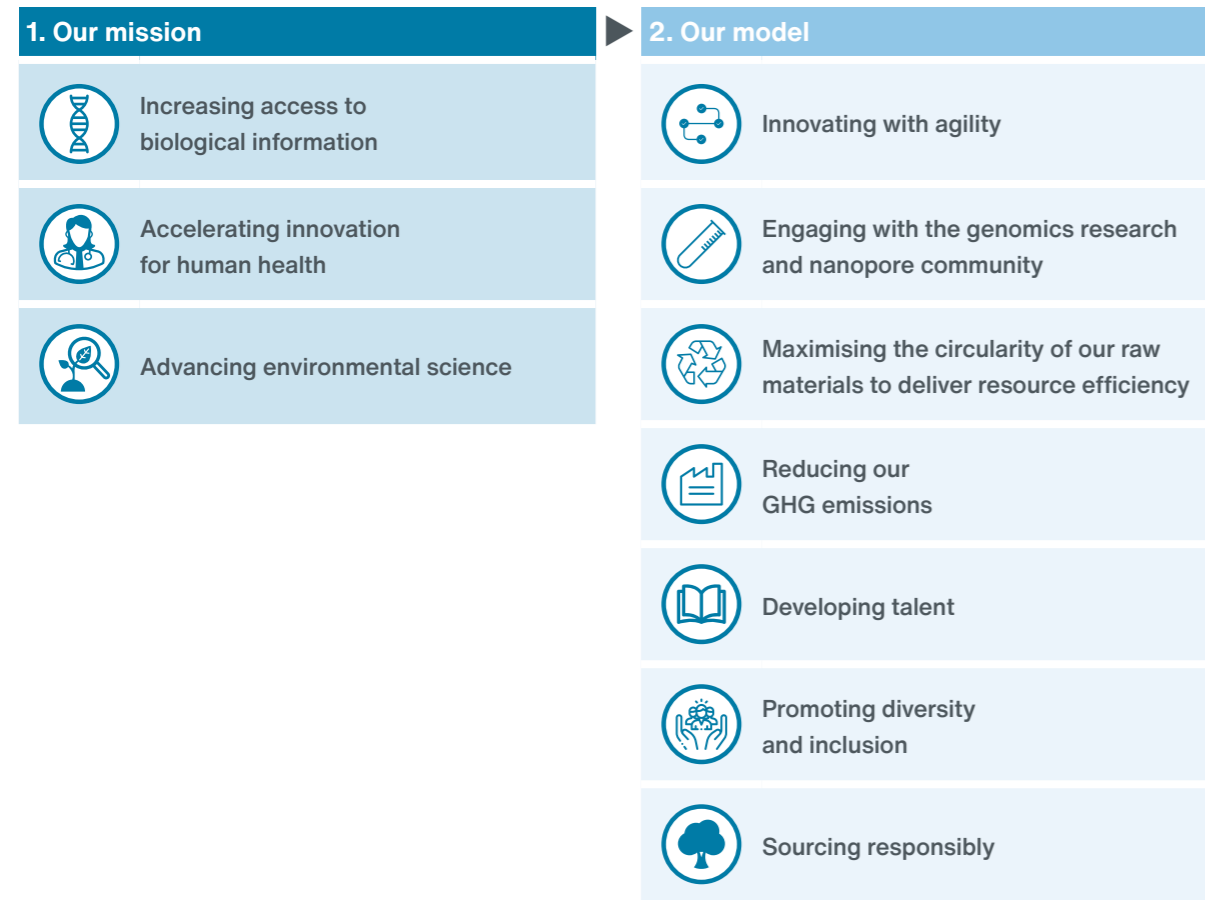 1. Our mission
Increasing access to
biological information
Accelerating innovation
for human health
Advancing environmental science
2. Our model
Innovating with agility
Engaging with the genomics research
and nanopore community
Maximising the circularity of our raw
materials to deliver resource efficiency
Reducing our
GHG emissions
Developing talent
Promoting diversity
and inclusion
Sourcing responsibly